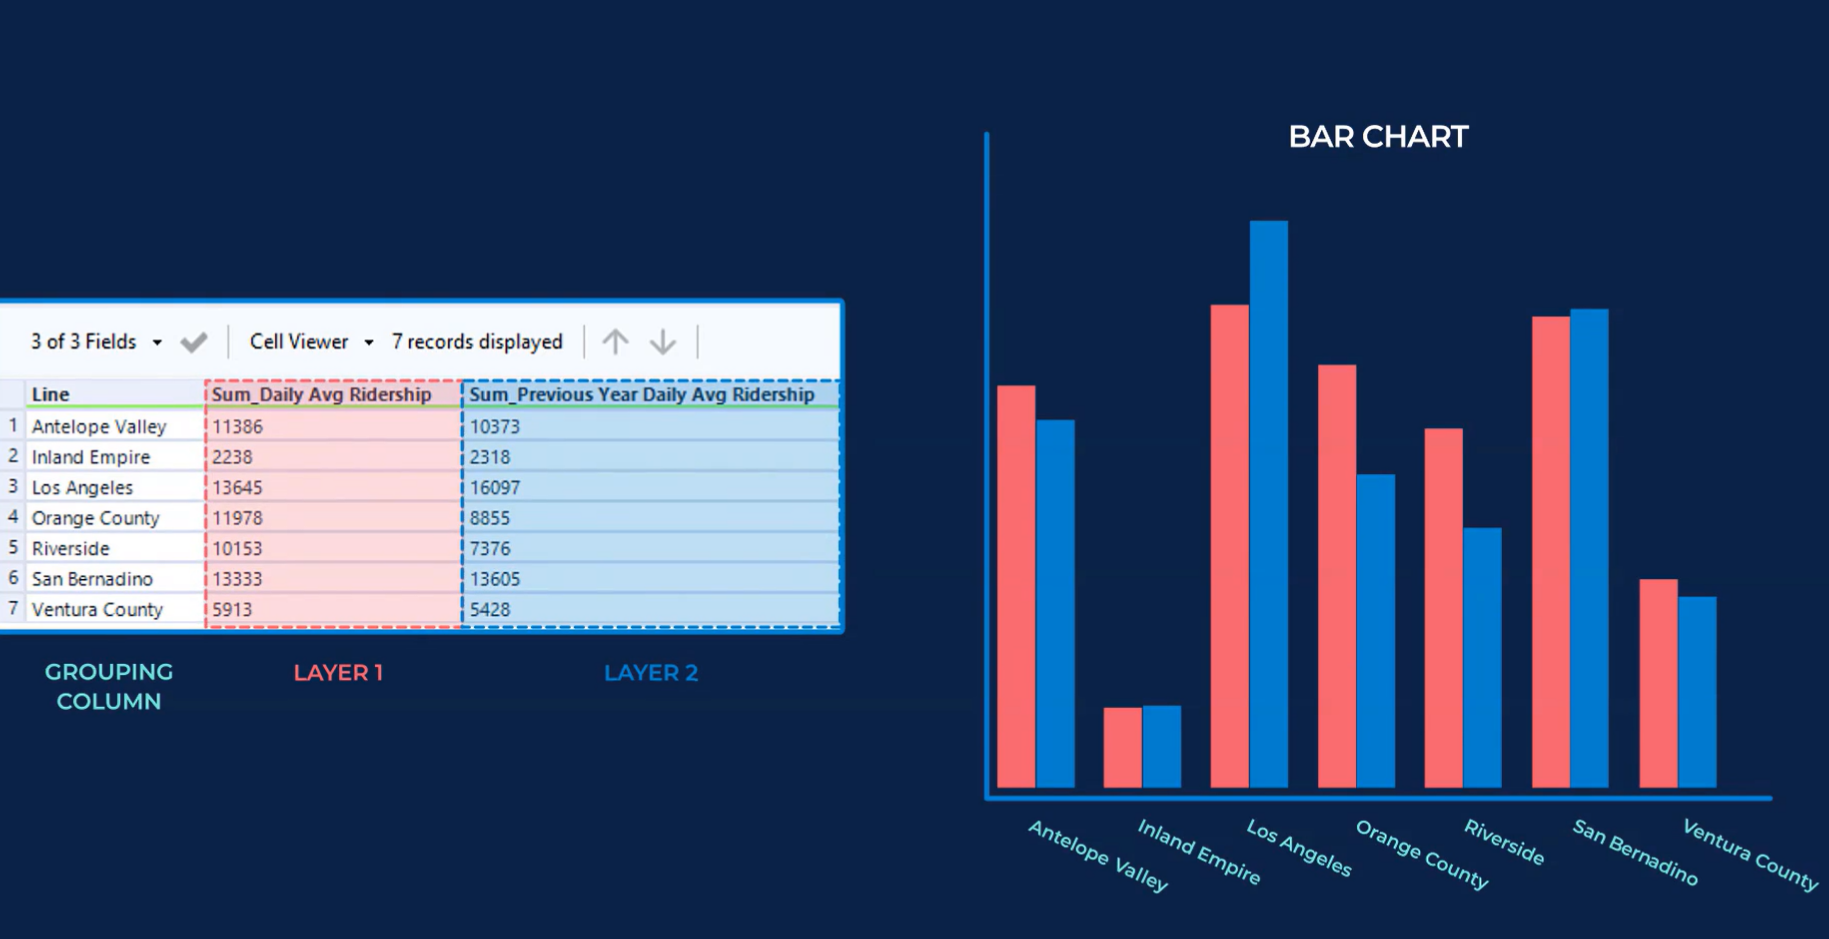 BAR CHART
3 of 3 Fields Cell Viewer 7 records displayed
Line Sum_Daily Avg Ridership Sum_Previous Year Daily Avg Ridership
1 Antelope Valley 11386 10373
2 Inland Empire 2238 2318
3 Los Angeles 13645 16097
4 Orange County 11978 8855
5 Riverside 10153 7376
6 San Bernadino 13333 13605
7 Ventura County 5913 5428
GROUPING
COLUMN
LAYER 1
LAYER 2
Antelope Valley
Inland Empire
Los Angeles
Orange County
Riverside
San Bernadino
Ventura County